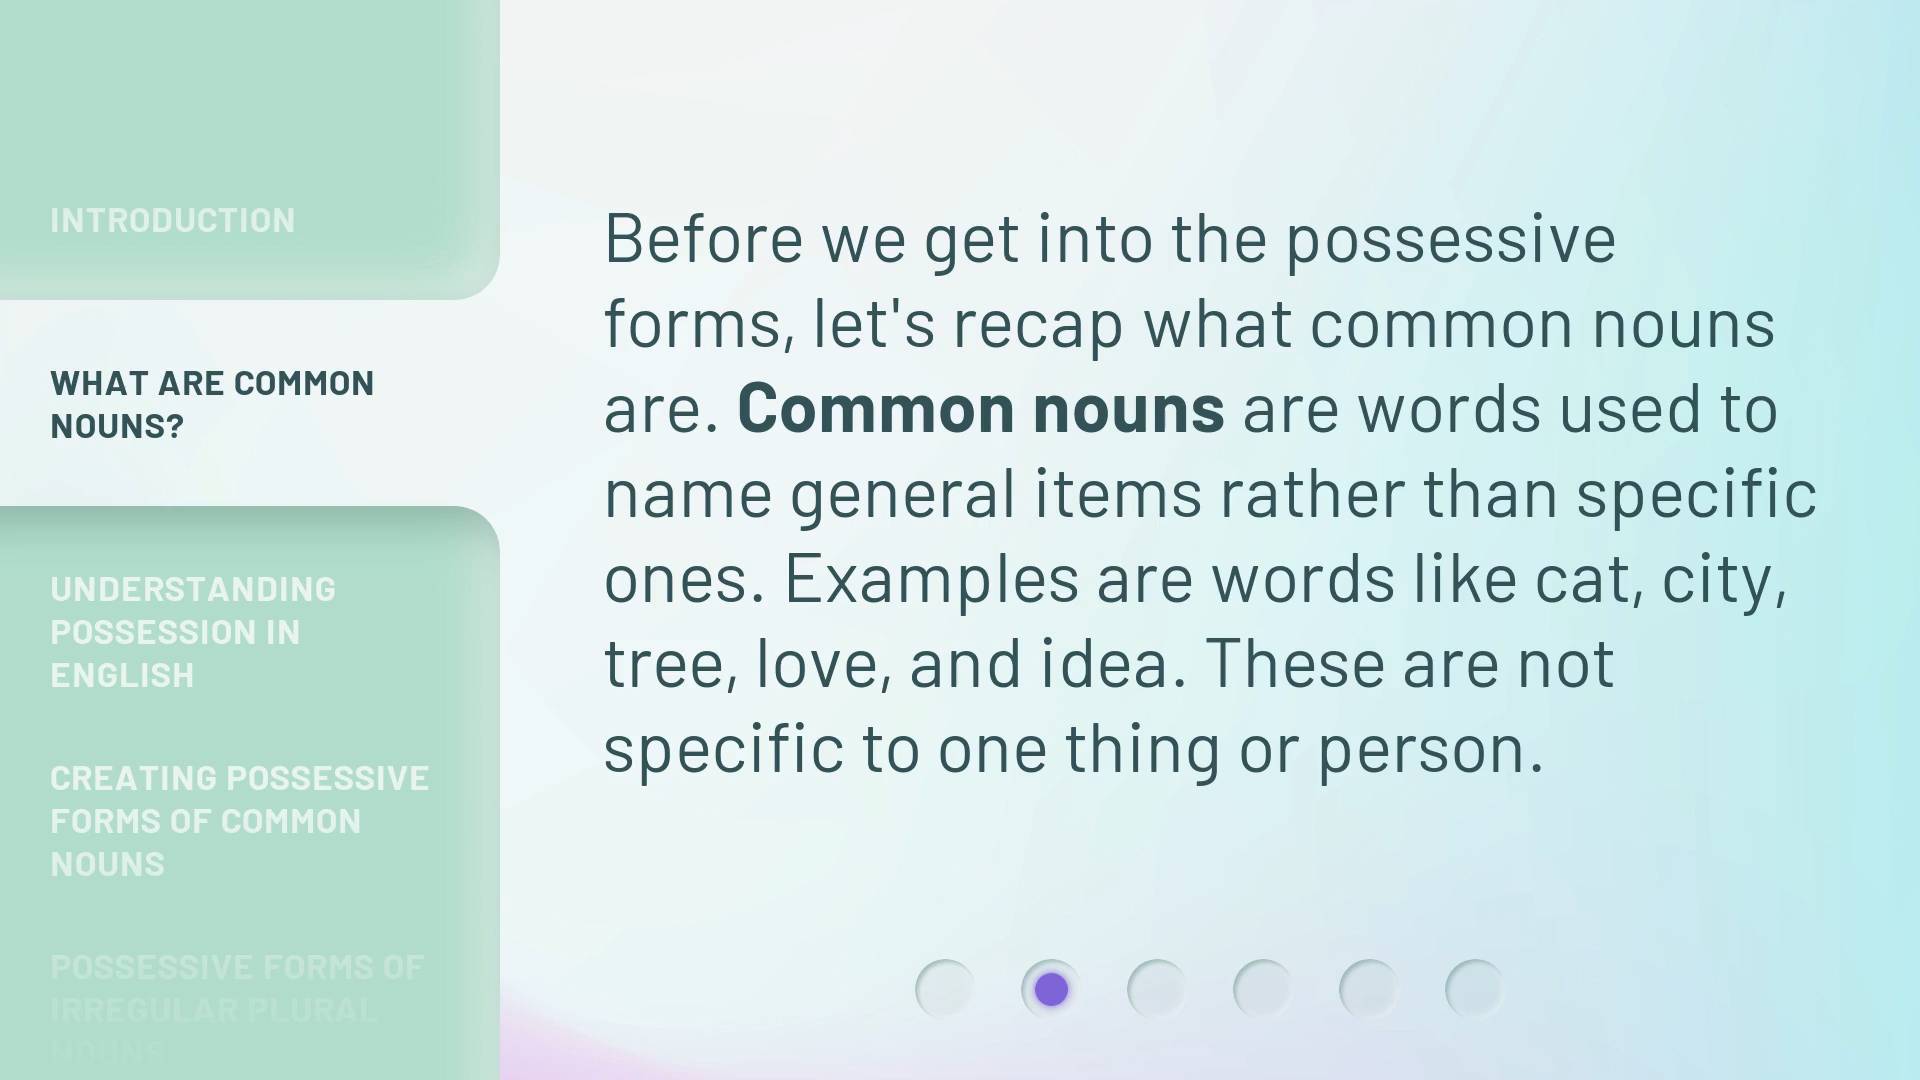 INTRODUCTION
WHAT ARE COMMON
NOUNS?
UNDERSTANDING
POSSESSION IN
ENGLISH
CREATING POSSESSIVE
FORMS OF COMMON
NOUNS
POSSESSIVE FORMS OF
IRREGULAR PLURAL
NOUNS
Before we get into the possessive
forms, let's recap what common nouns
are. Common nouns are words used to
name general items rather than specific
ones. Examples are words like cat, city,
tree, love, and idea. These are not
specific to one thing or person.